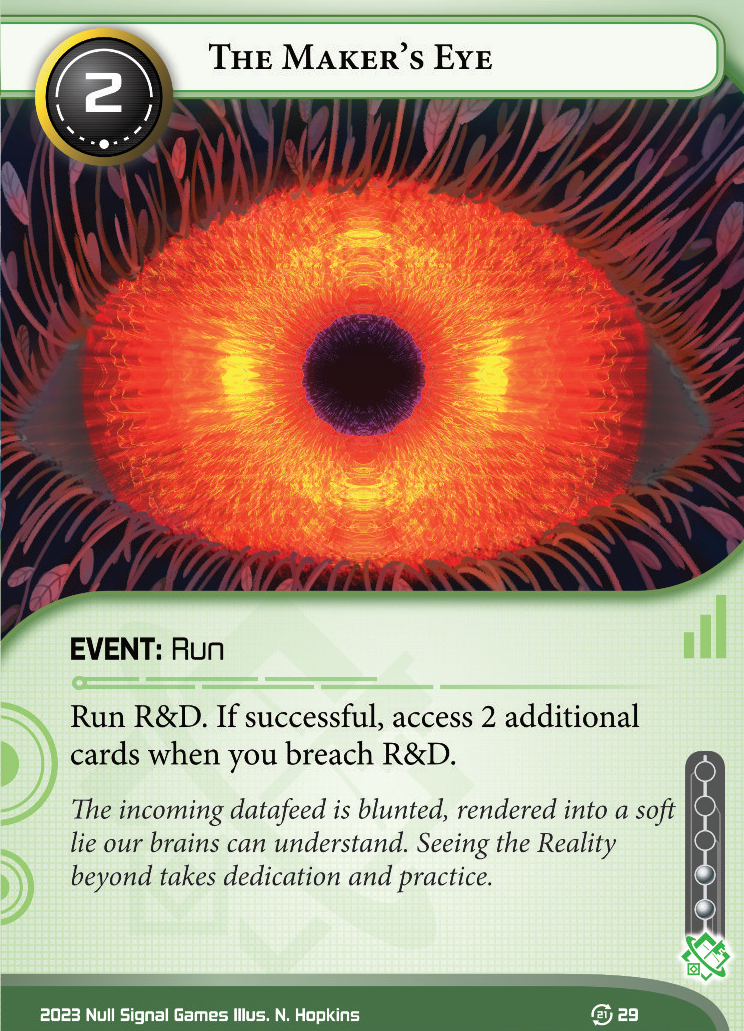 The Maker's Eye
2
EVENT: Run
Run R&D. If successful, access 2 additional
cards when you breach R&D.
The incoming datafeed is blunted, rendered into a soft
lie our brains can understand. Seeing the Reality
beyond takes dedication and practice.
2023 Null Signal Games Illus. N. Hopkins
21 29